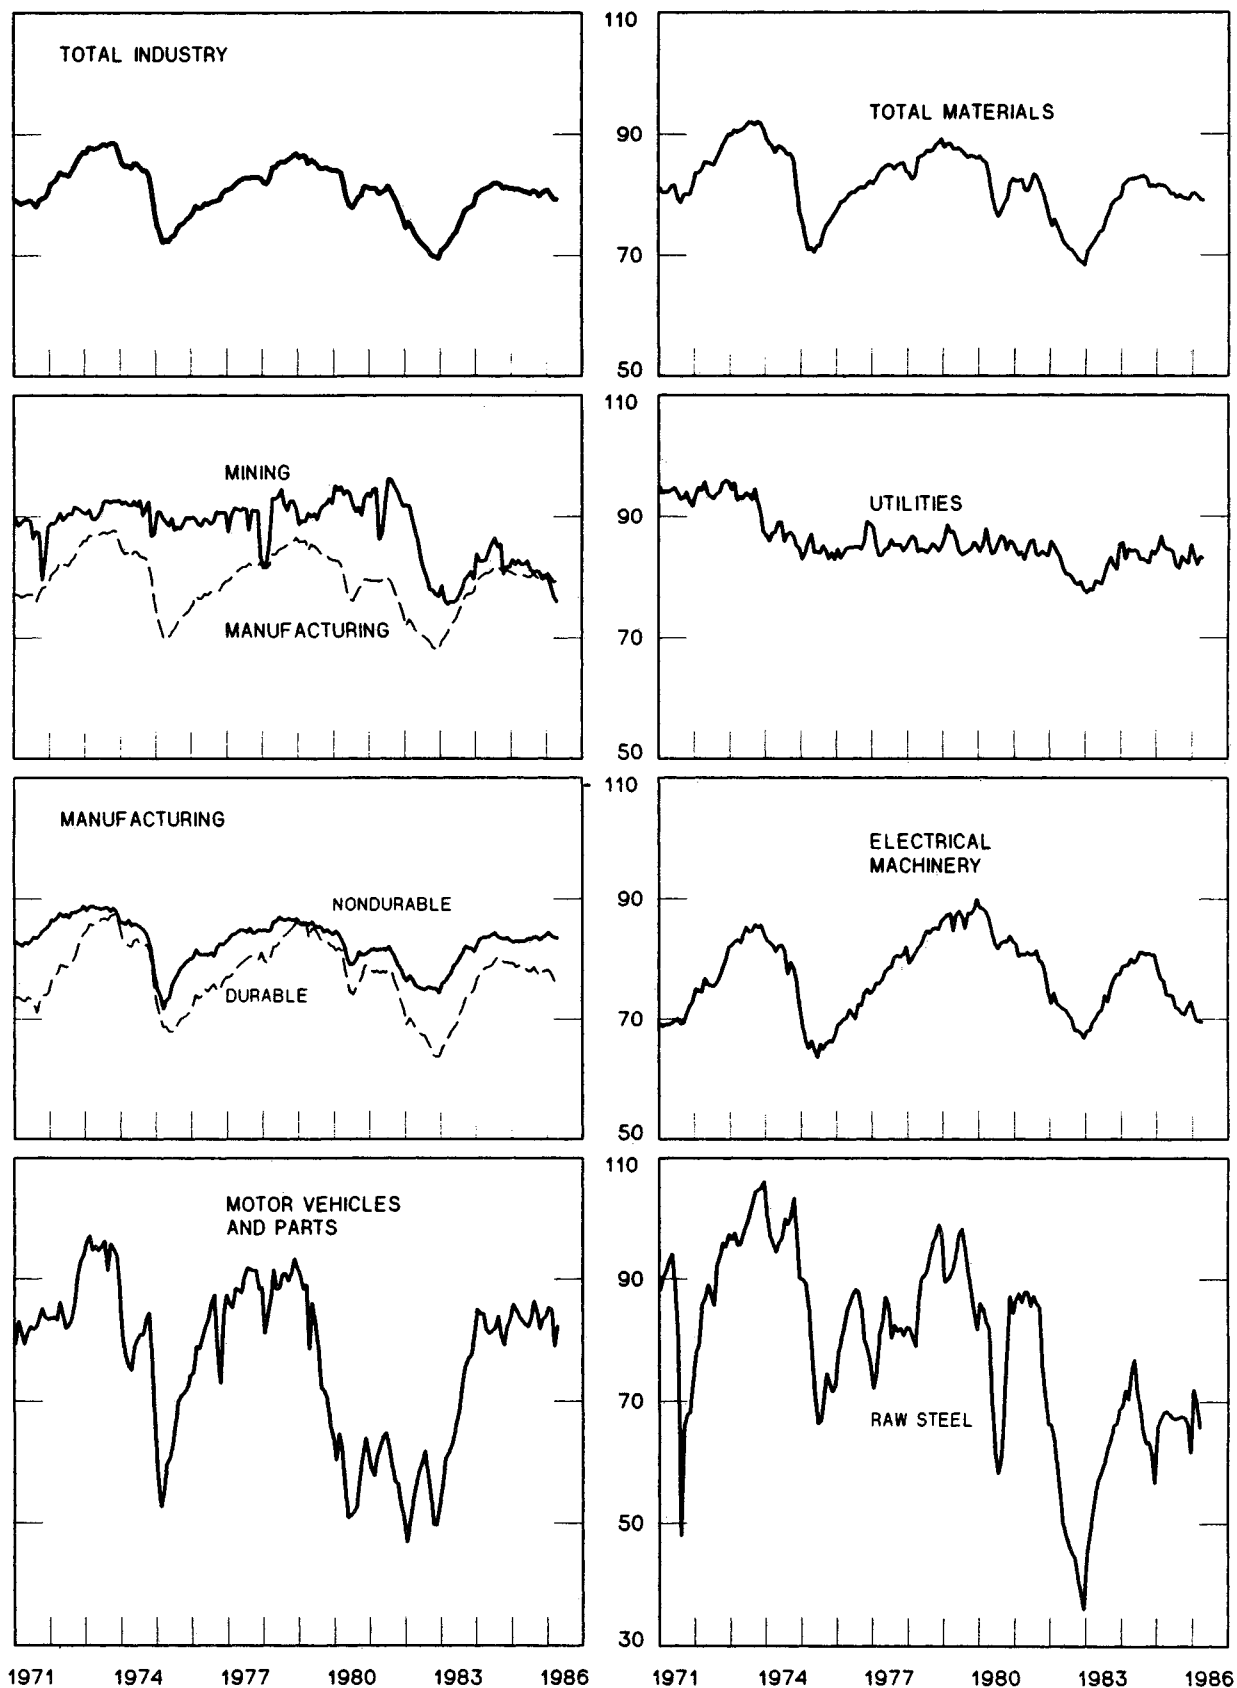 TOTAL INDUSTRY
110
TOTAL MATERIALS
90
70
50
MINING
MANUFACTURING
110
UTILITIES
90
70
50
MANUFACTURING
NONDURABLE
DURABLE
110
ELECTRICAL
MACHINERY
90
70
50
MOTOR VEHICLES
AND PARTS
110
90
70
RAW STEEL
50
30
1971 1974 1977 1980 1983 1986
1971 1974 1977 1980 1983 1986